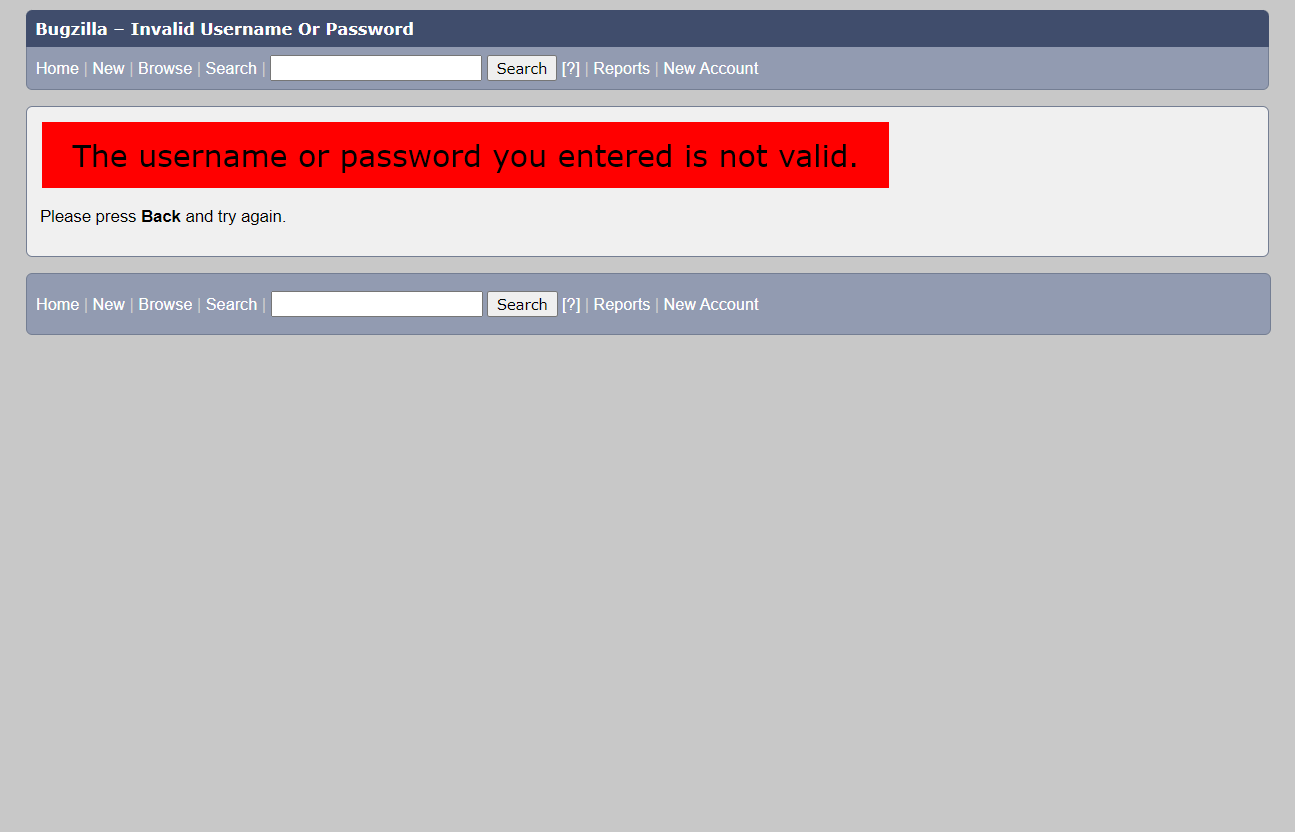 Bugzilla – Invalid Username Or Password
Home | New | Browse | Search | Search [?] | Reports | New Account
The username or password you entered is not valid.
Please press Back and try again.
Home | New | Browse | Search | Search [?] | Reports | New Account